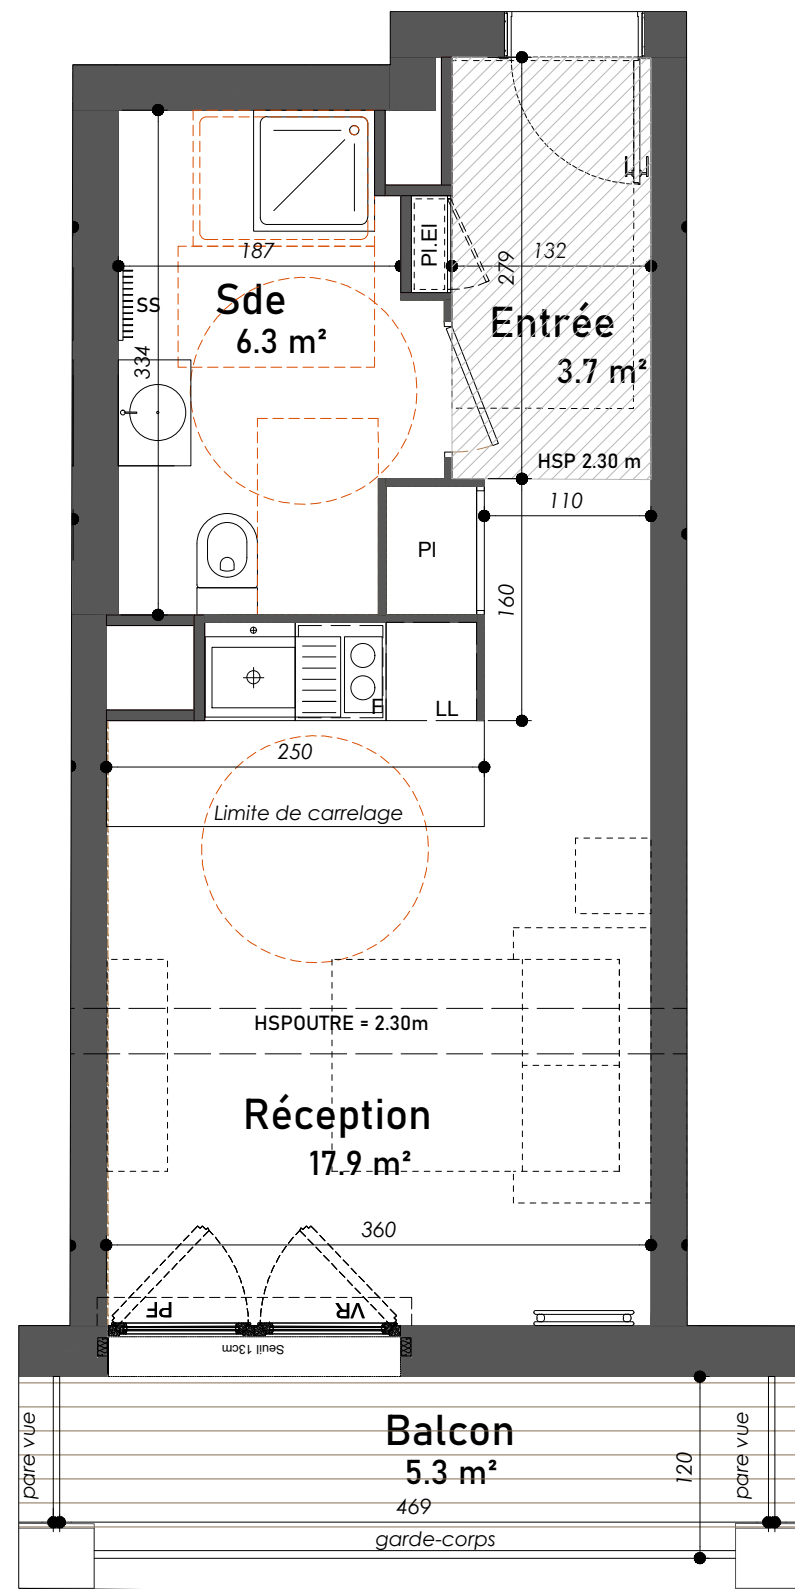 PI.EI
187
279
132
Sde
6.3 m²
SS
334
Entrée
3.7 m²
HSP 2.30 m
110
PI
160
F
LL
250
Limite de carrelage
HSPOUTRE = 2.30m
Réception
17.9 m²
360
PF
VR
Seuil 13cm
pare vue
Balcon
5.3 m²
120
pare vue
469
garde-corps